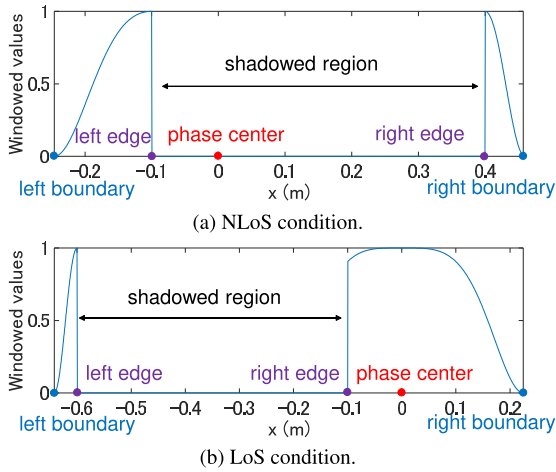 Windowed values
1
0.5
0
shadowed region
left edge
phase center
right edge
−0.2
−0.1
0
0.1
0.2
0.3
0.4
left boundary
x (m)
right boundary
(a) NLoS condition.
Windowed values
1
0.5
0
shadowed region
left edge
right edge
phase center
−0.6
−0.5
−0.4
−0.3
−0.2
−0.1
0
0.1
0.2
left boundary
x (m)
right boundary
(b) LoS condition.